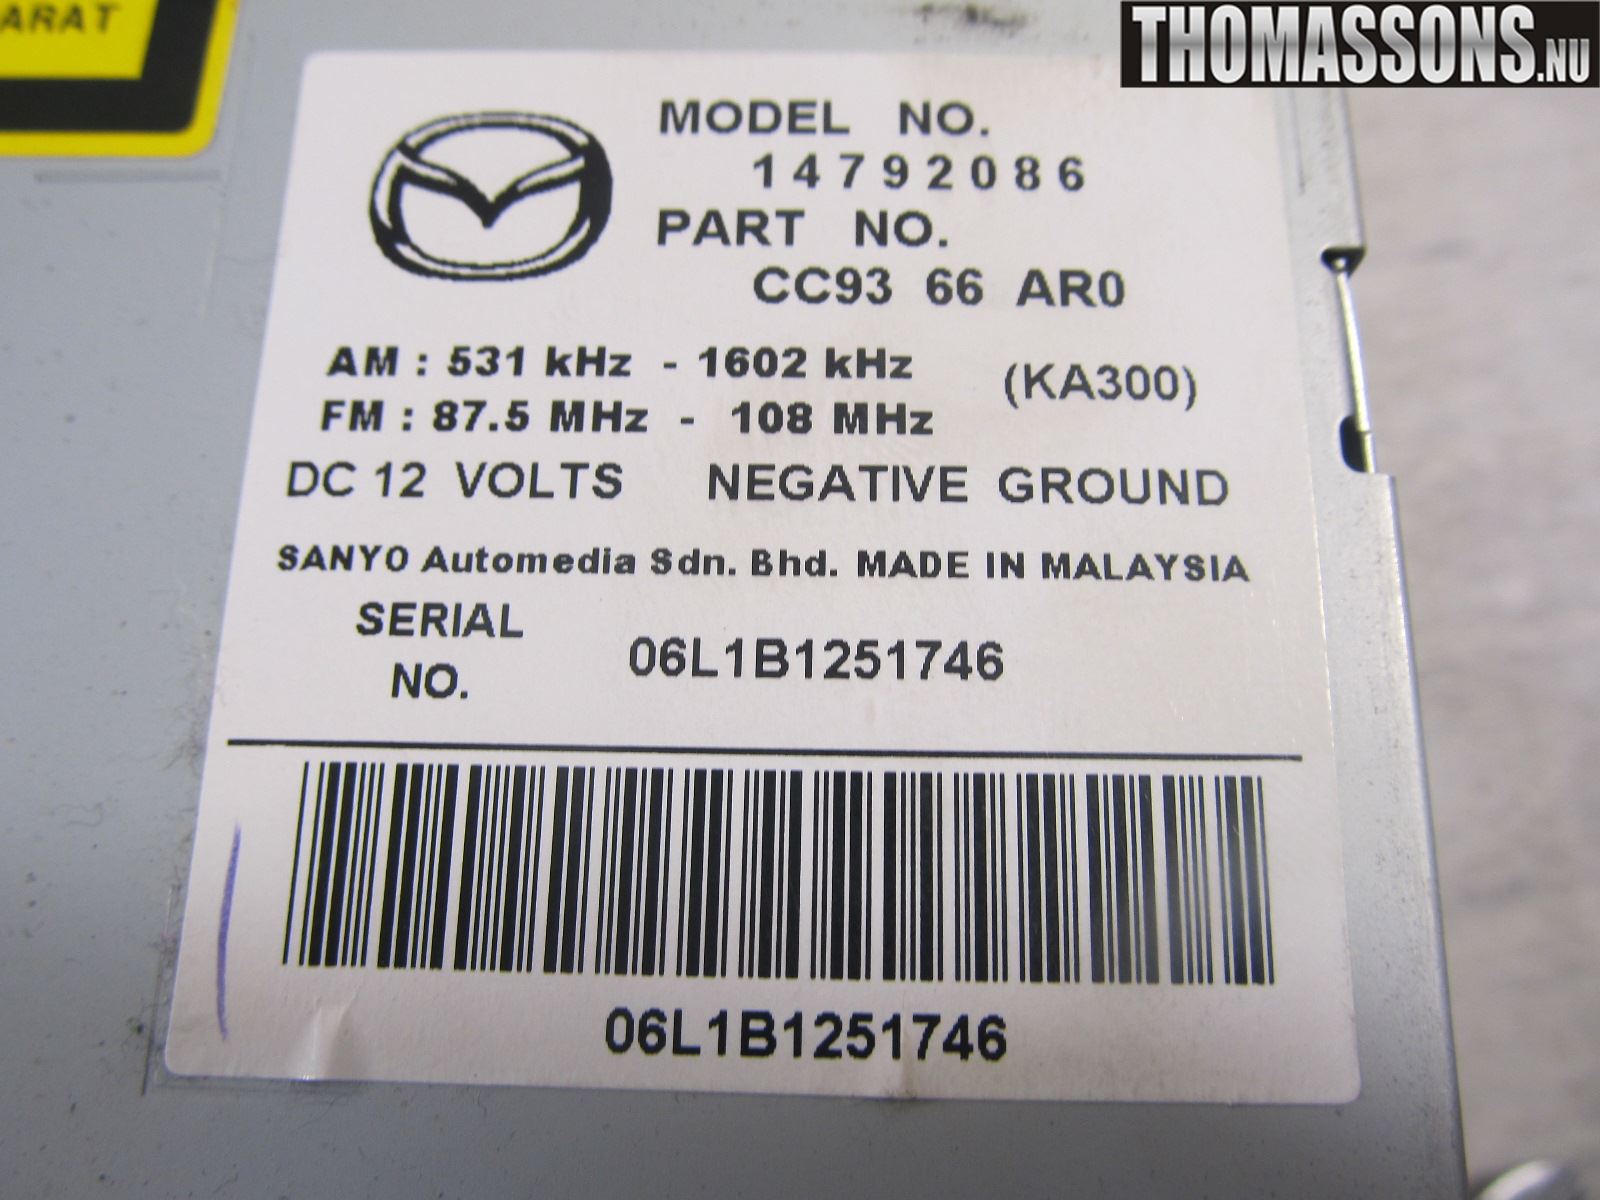 ARAT
THOMASSONS.NU
MODEL NO.
14792086
PART NO.
CC93 66 AR0
AM : 531 kHz - 1602 kHz (KA300)
FM : 87.5 MHz - 108 MHz
DC 12 VOLTS NEGATIVE GROUND
SANYO Automedia Sdn. Bhd. MADE IN MALAYSIA
SERIAL
NO.
06L1B1251746
06L1B1251746